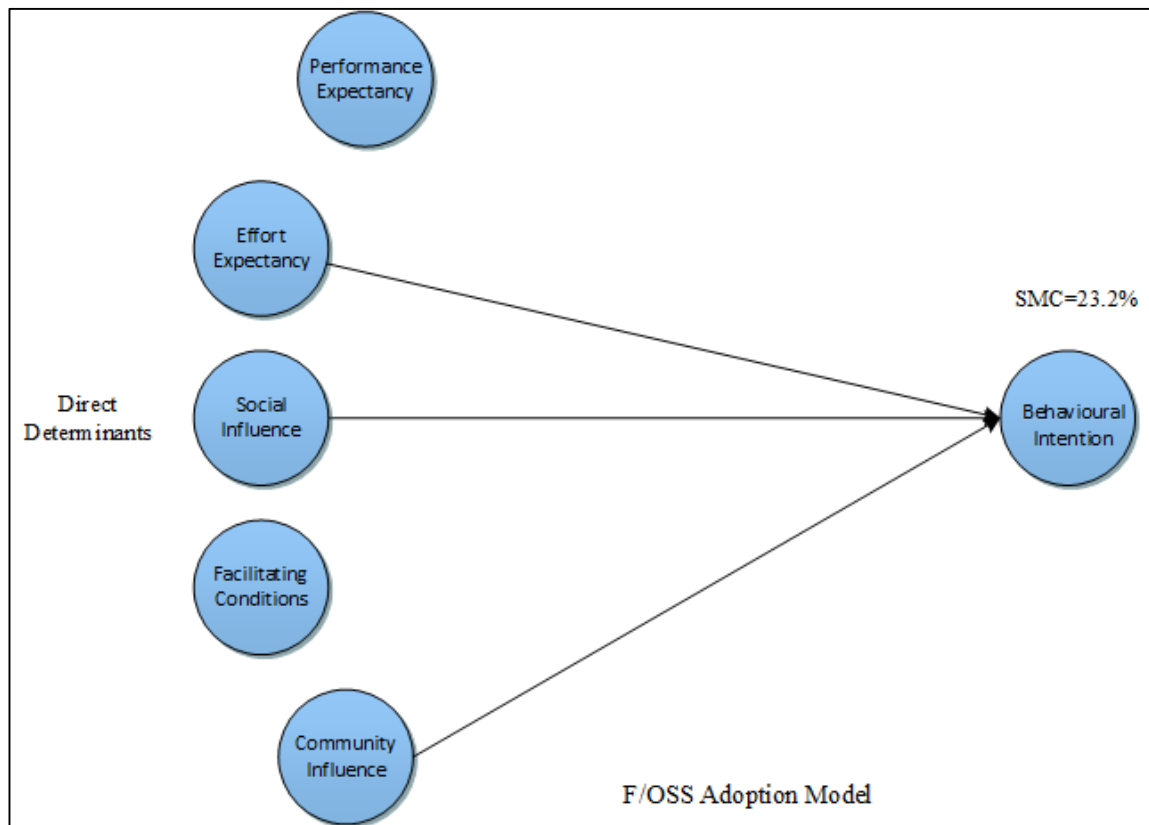 Performance
Expectancy
Effort
Expectancy
SMC=23.2%
Direct
Determinants
Social
Influence
Behavioural
Intention
Facilitating
Conditions
Community
Influence
F/OSS Adoption Model